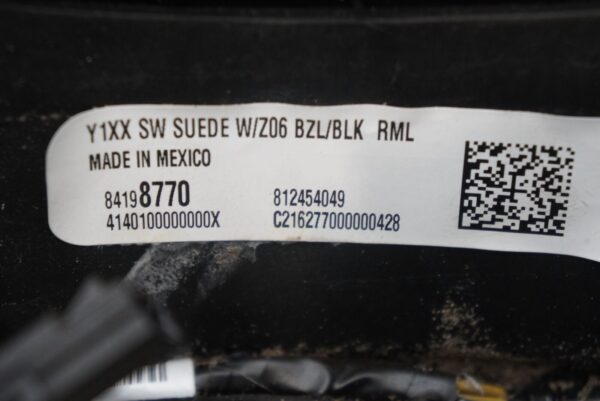 Y1XX SW SUEDE W/Z06 BZL/BLK RML
MADE IN MEXICO
84198770 812454049
4140100000000X C216277000000428